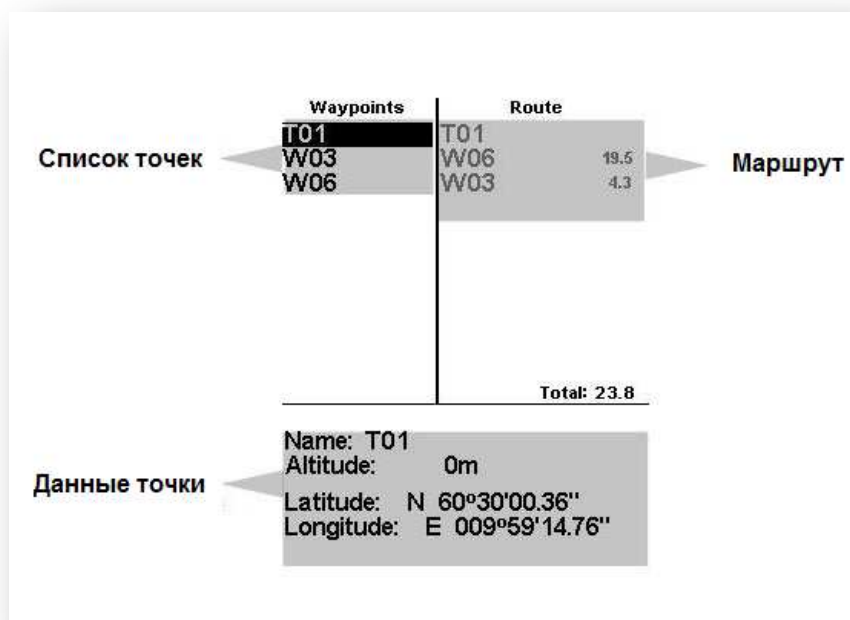 Waypoints
Route
Список точек
T01
W03
W06
T01
W06 19.5
W03 4.3
Маршрут
Total: 23.8
Данные точки
Name: T01
Altitude: 0m
Latitude: N 60º30'00.36"
Longitude: E 009º59'14.76"